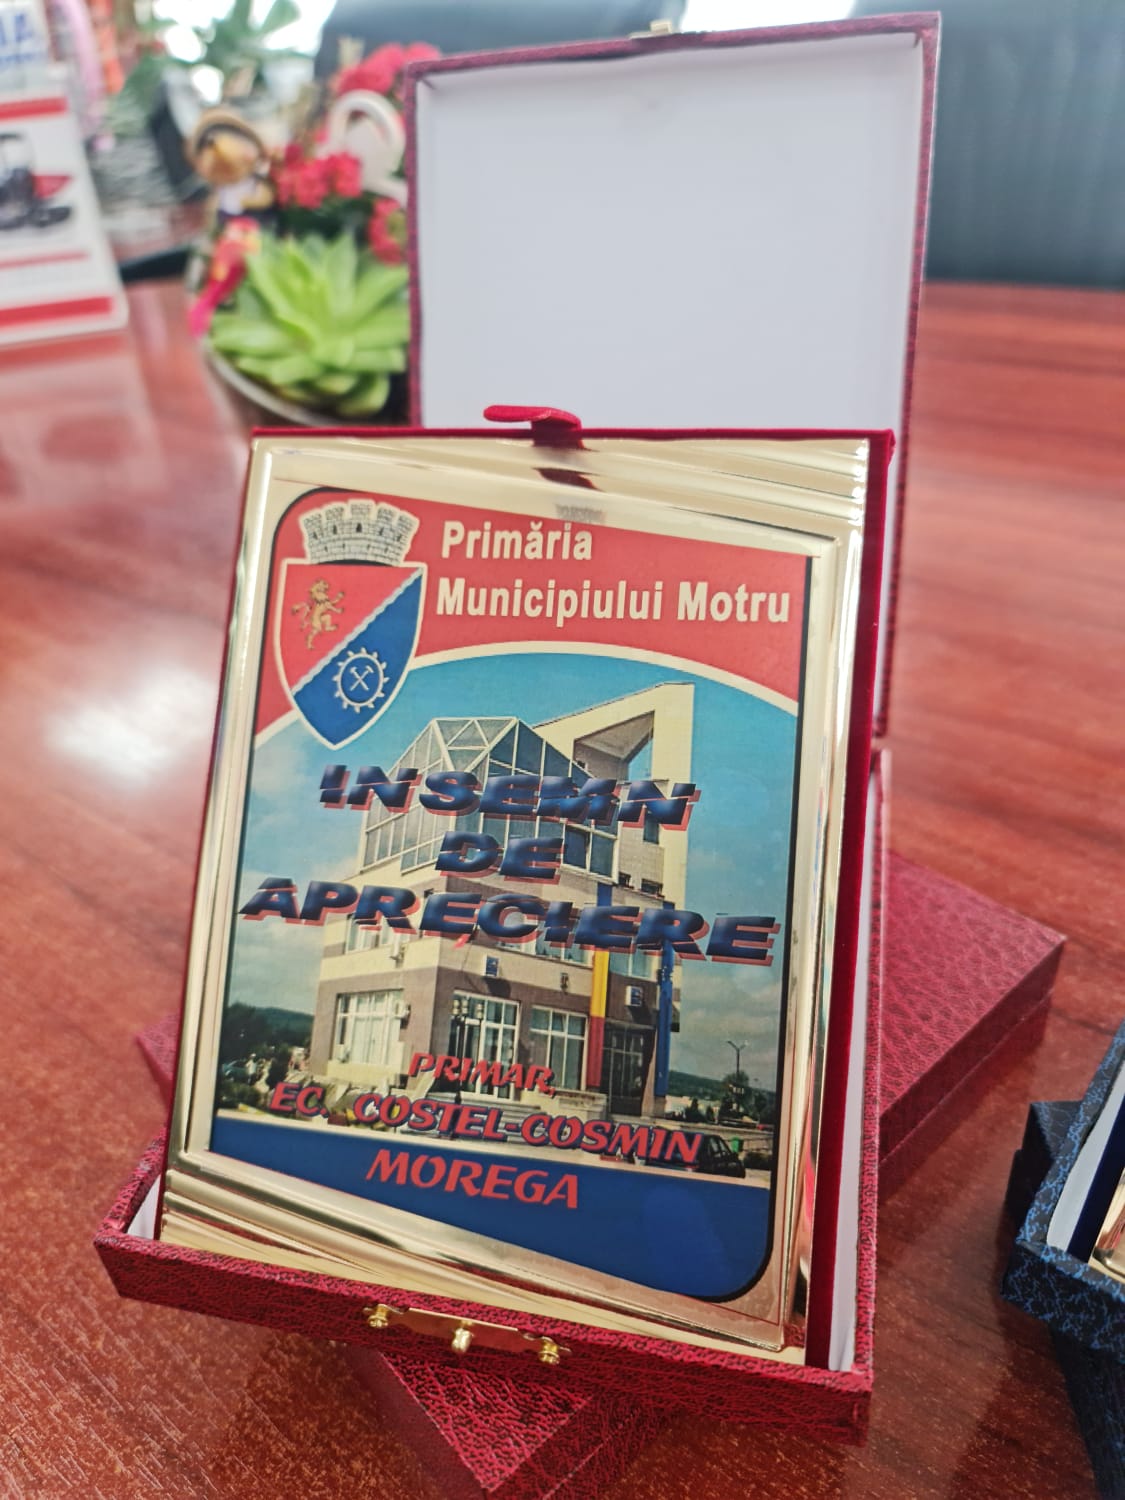 Primăria
Municipiului Motru
INSEMN
DE
APRECIERE
PRIMAR,
EC. COSTEL-COSMIN
MOREGA